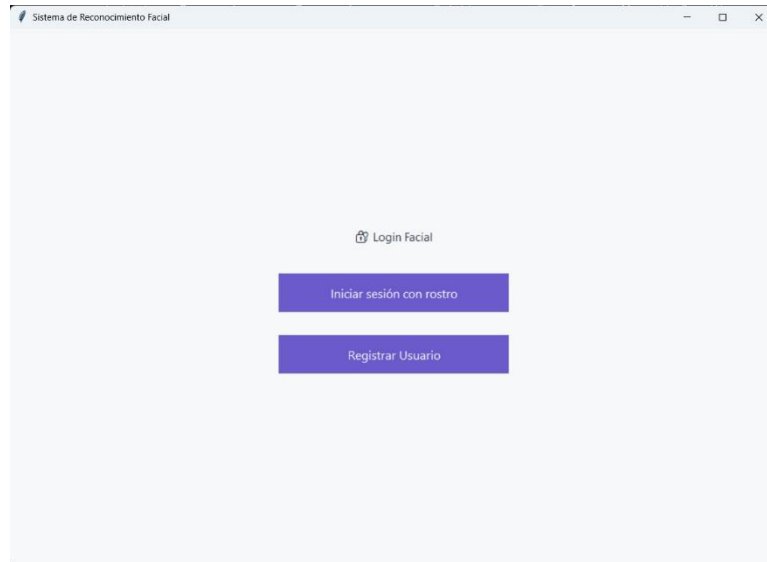 Sistema de Reconocimiento Facial
Login Facial
Iniciar sesión con rostro
Registrar Usuario